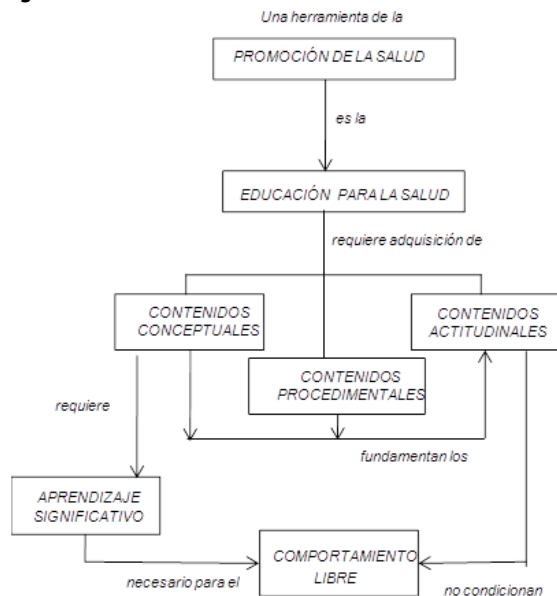 Una herramienta de la
PROMOCIÓN DE LA SALUD
es la
EDUCACIÓN PARA LA SALUD
requiere adquisición de
CONTENIDOS
CONCEPTUALES
CONTENIDOS
ACTITUDINALES
CONTENIDOS
PROCEDIMENTALES
requiere
fundamentan los
APRENDIZAJE
SIGNIFICATIVO
COMPORTAMIENTO
LIBRE
necesario para el
no condicionan